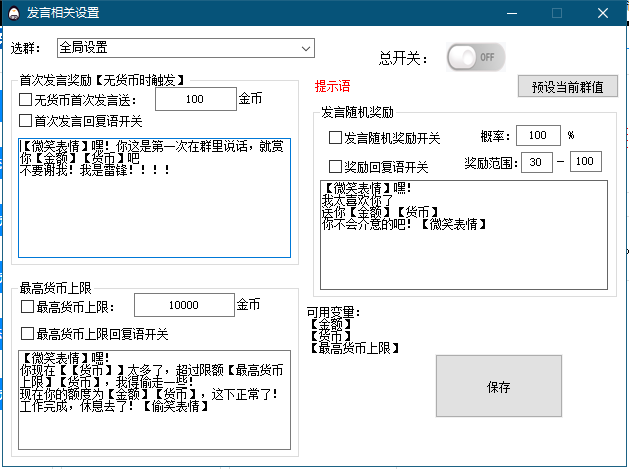 发言相关设置
选群：
全局设置
总开关：
OFF
提示语
预设当前群值
首次发言奖励【无货币时触发】
无货币首次发言送：
100
金币
首次发言回复语开关
【微笑表情】嘿！你这是第一次在群里说话，就赏
你【金额】【货币】吧
不要谢我！我是雷锋！！！！
发言随机奖励
发言随机奖励开关
概率：
100
%
奖励回复语开关
奖励范围：
30
—
100
【微笑表情】嘿！
我太喜欢你了
送你【金额】【货币】
你不会介意的吧！【微笑表情】
最高货币上限
最高货币上限：
10000
金币
最高货币上限回复语开关
【微笑表情】嘿！
你现在【【货币】】太多了，超过限额【最高货币
上限】【货币】，我得偷走一些！
现在你的额度为【金额】【货币】，这下正常了！
工作完成，休息去了！【偷笑表情】
可用变量：
【金额】
【货币】
【最高货币上限】
保存